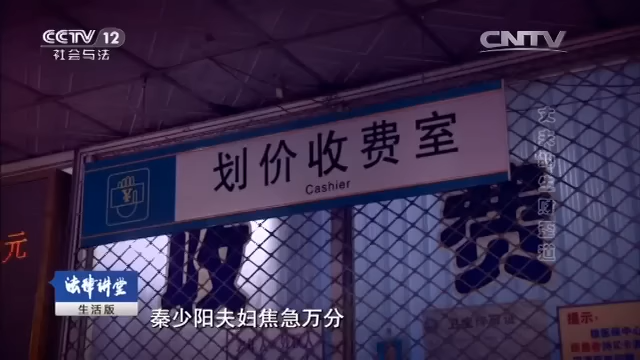 CCTV 12
社会与法
CNTV
划价收费室
Cashier
¥
收费
元
提示:
法律讲堂
生活版
秦少阳夫妇焦急万分